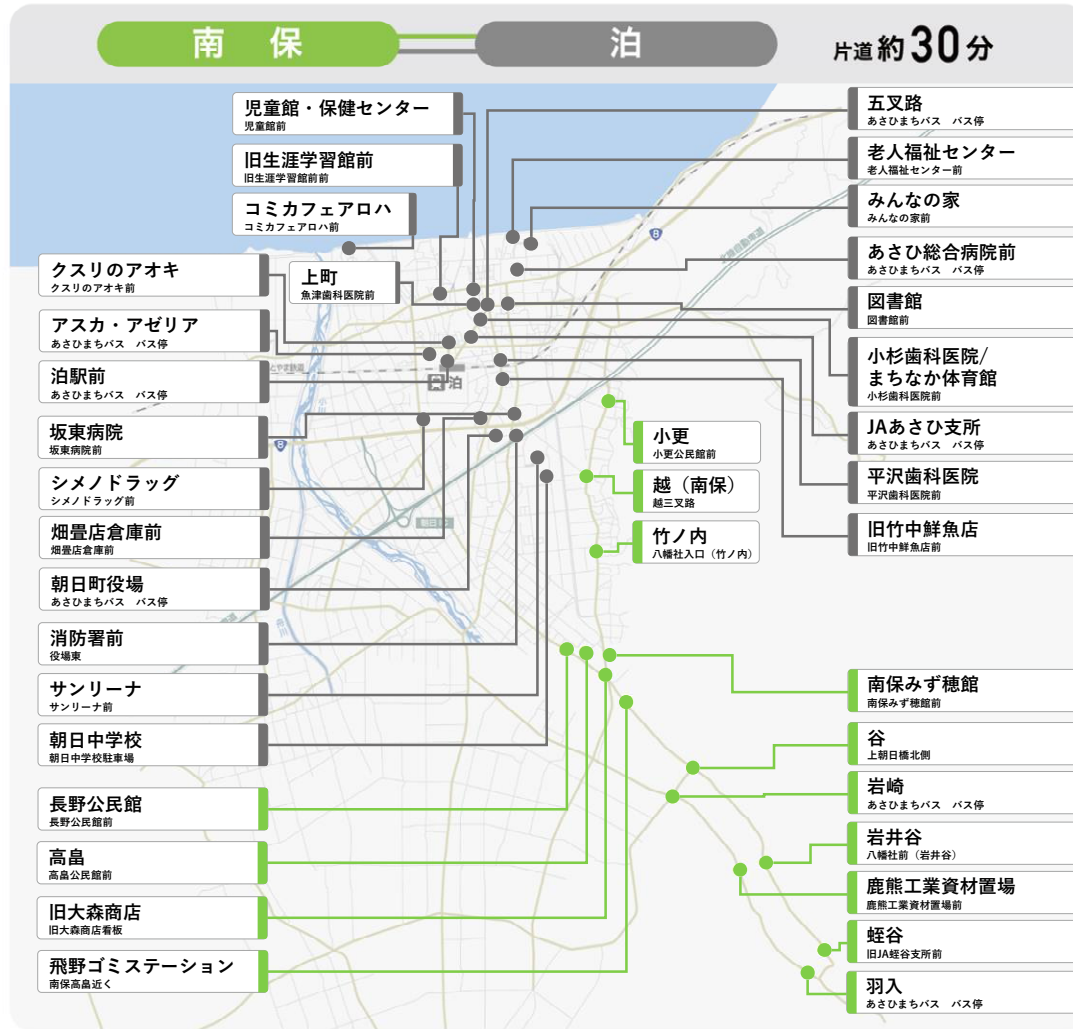 南保
泊
片道 約30分
児童館・保健センター
児童館前
旧生涯学習館前
旧生涯学習館前前
コミカフェアロハ
コミカフェアロハ前
クスリのアオキ
クスリのアオキ前
上町
魚津歯科医院前
アスカ・アゼリア
あさひまちバス バス停
泊駅前
あさひまちバス バス停
坂東病院
坂東病院前
シメノドラッグ
シメノドラッグ前
畑畳店倉庫前
畑畳店倉庫前
朝日町役場
あさひまちバス バス停
消防署前
役場東
サンリーナ
サンリーナ前
朝日中学校
朝日中学校駐車場
長野公民館
長野公民館前
高畠
高畠公民館前
旧大森商店
旧大森商店看板
飛野ゴミステーション
南保高畠近く
五叉路
あさひまちバス バス停
老人福祉センター
老人福祉センター前
みんなの家
みんなの家前
あさひ総合病院前
あさひまちバス バス停
図書館
図書館前
小杉歯科医院/
まちなか体育館
小杉歯科医院前
JAあさひ支所
あさひまちバス バス停
平沢歯科医院
平沢歯科医院前
旧竹中鮮魚店
旧竹中鮮魚店前
小更
小更公民館前
越（南保）
越三叉路
竹ノ内
八幡社入口（竹ノ内）
南保みず穂館
南保みず穂館前
谷
上朝日橋北側
岩崎
あさひまちバス バス停
岩井谷
八幡社前（岩井谷）
鹿熊工業資材置場
鹿熊工業資材置場前
蛭谷
旧JA蛭谷支所前
羽入
あさひまちバス バス停
泊
8
8
北陸自動車道